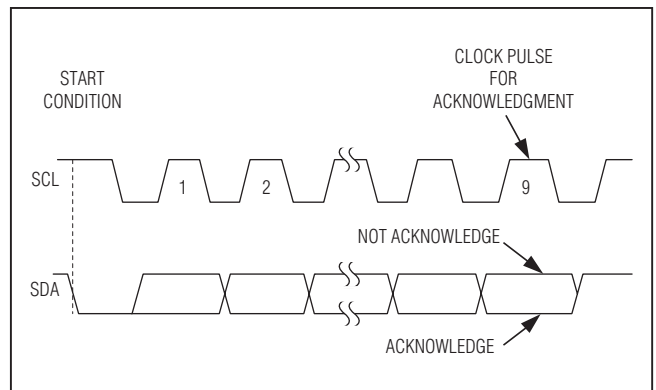 START
CONDITION
CLOCK PULSE
FOR
ACKNOWLEDGMENT
SCL
1
2
9
NOT ACKNOWLEDGE
SDA
ACKNOWLEDGE